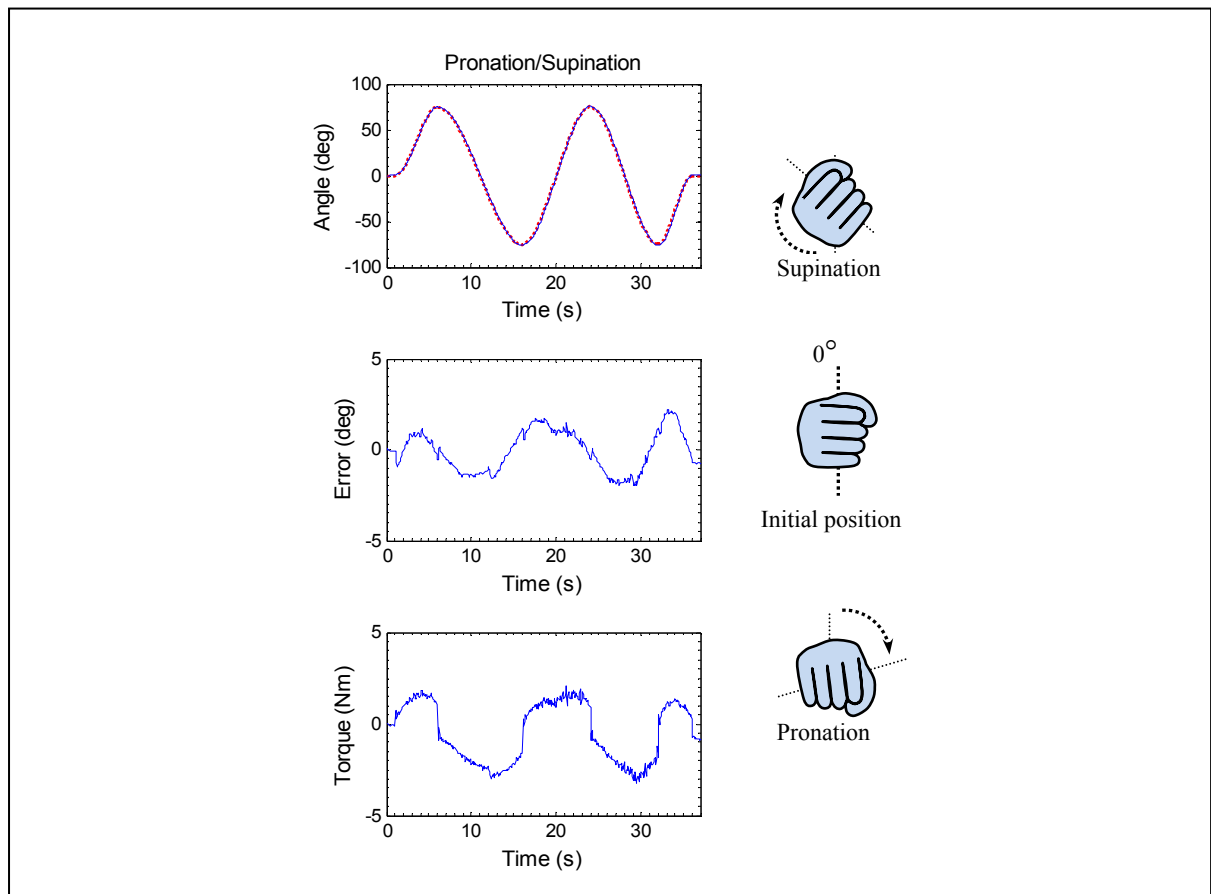 Pronation/Supination
100
50
0
-50
-100
Angle (deg)
0
10
20
30
Time (s)
Supination
5
0
-5
Error (deg)
0
10
20
30
Time (s)
0°
Initial position
5
0
-5
Torque (Nm)
0
10
20
30
Time (s)
Pronation